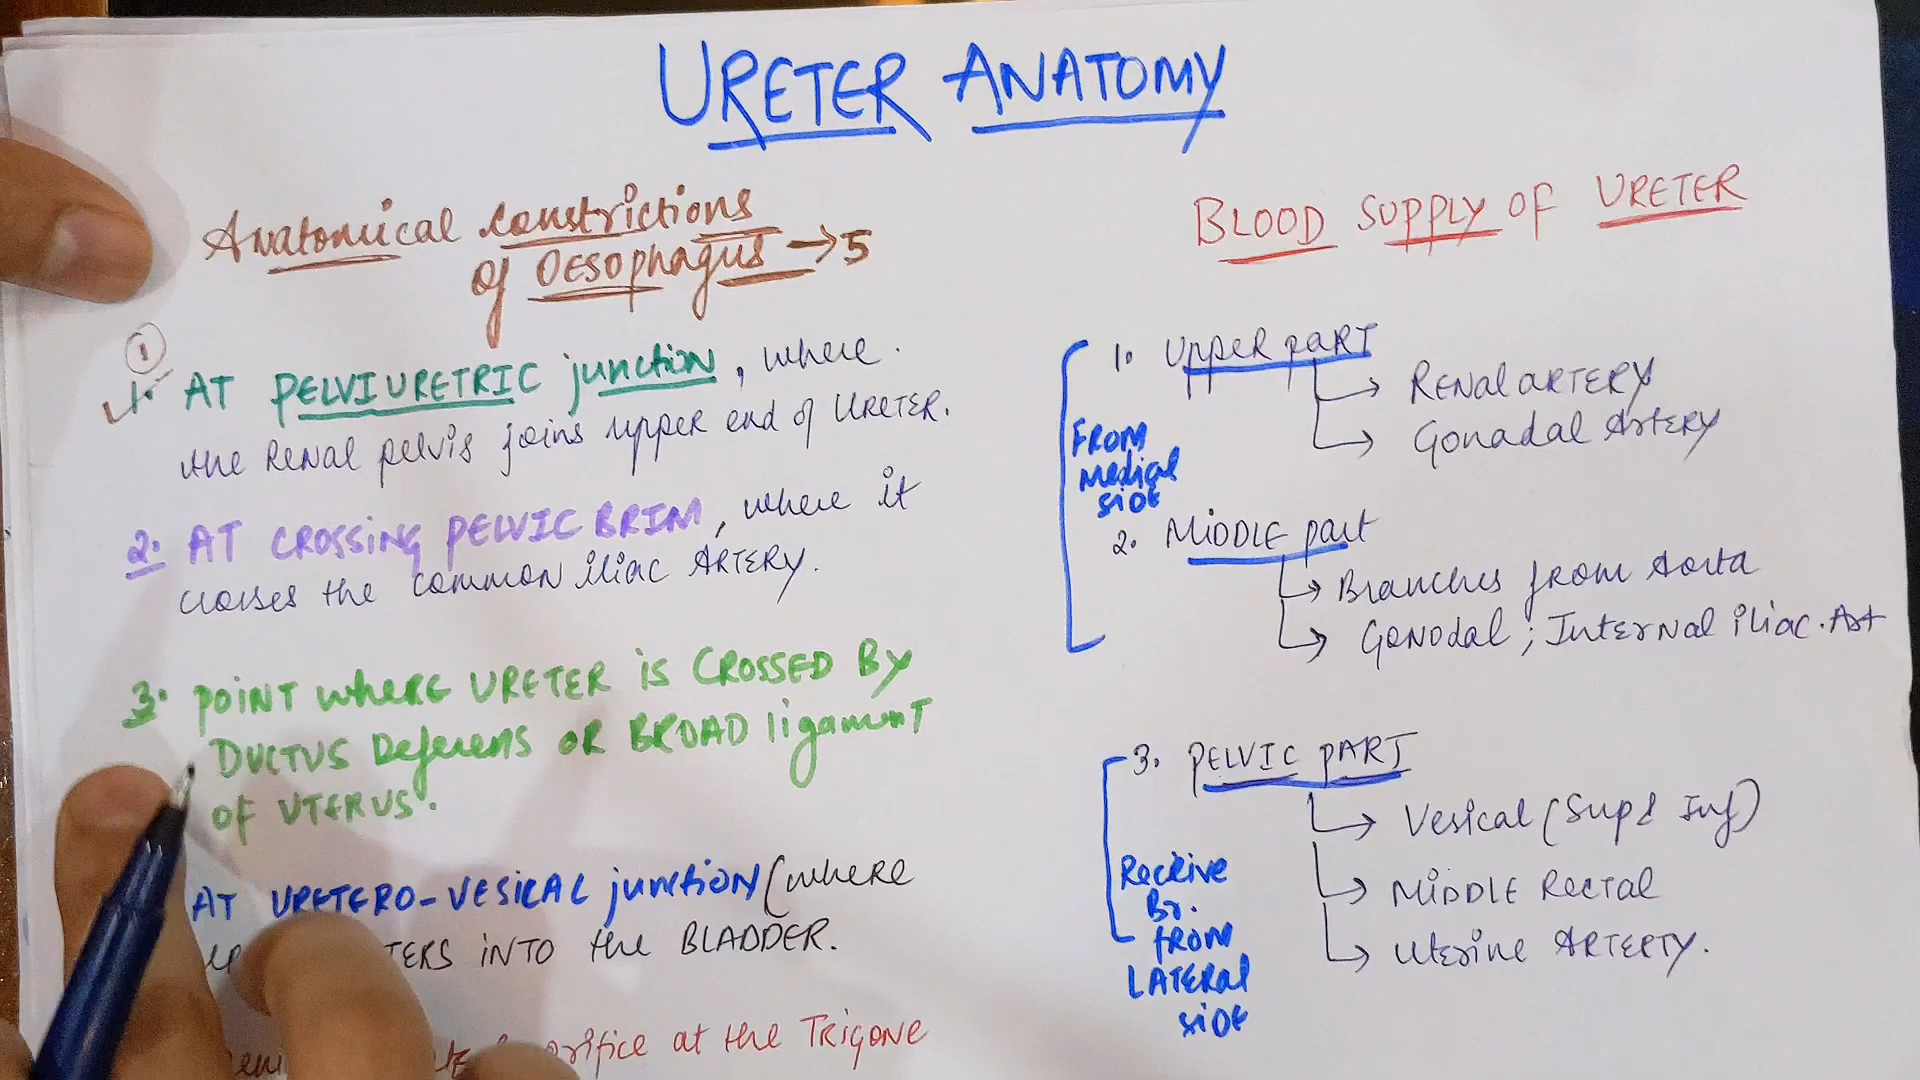 URETER ANATOMY
Anatomical constrictions
of OESophagus → 5
1
1. AT PELVIURETRIC junction, where
the Renal pelvis joins upper end of URETER.
2. AT CROSSING PELVIC BRIM, where it
crosses the common iliac ARTERY.
3. POINT where URETER is CROSSED By
DUCTUS Deferens OR BROAD ligament
OF UTERUS.
AT URETERO-VESICAL junction (where
INTO the BLADDER.
orifice at the TRIGONE
BLOOD SUPPLY OF URETER
1. Upper part
Renal ARTERY
Gonadal Artery
FROM
Medial
side
2. MIDDLE part
Branches from Aorta
Gonodal ; Internal iliac. Art
3. PELVIC PART
Vesical (Sup & Inf)
MIDDLE Rectal
Uterine ARTERTY.
Receive
Br.
from
LATERal
side